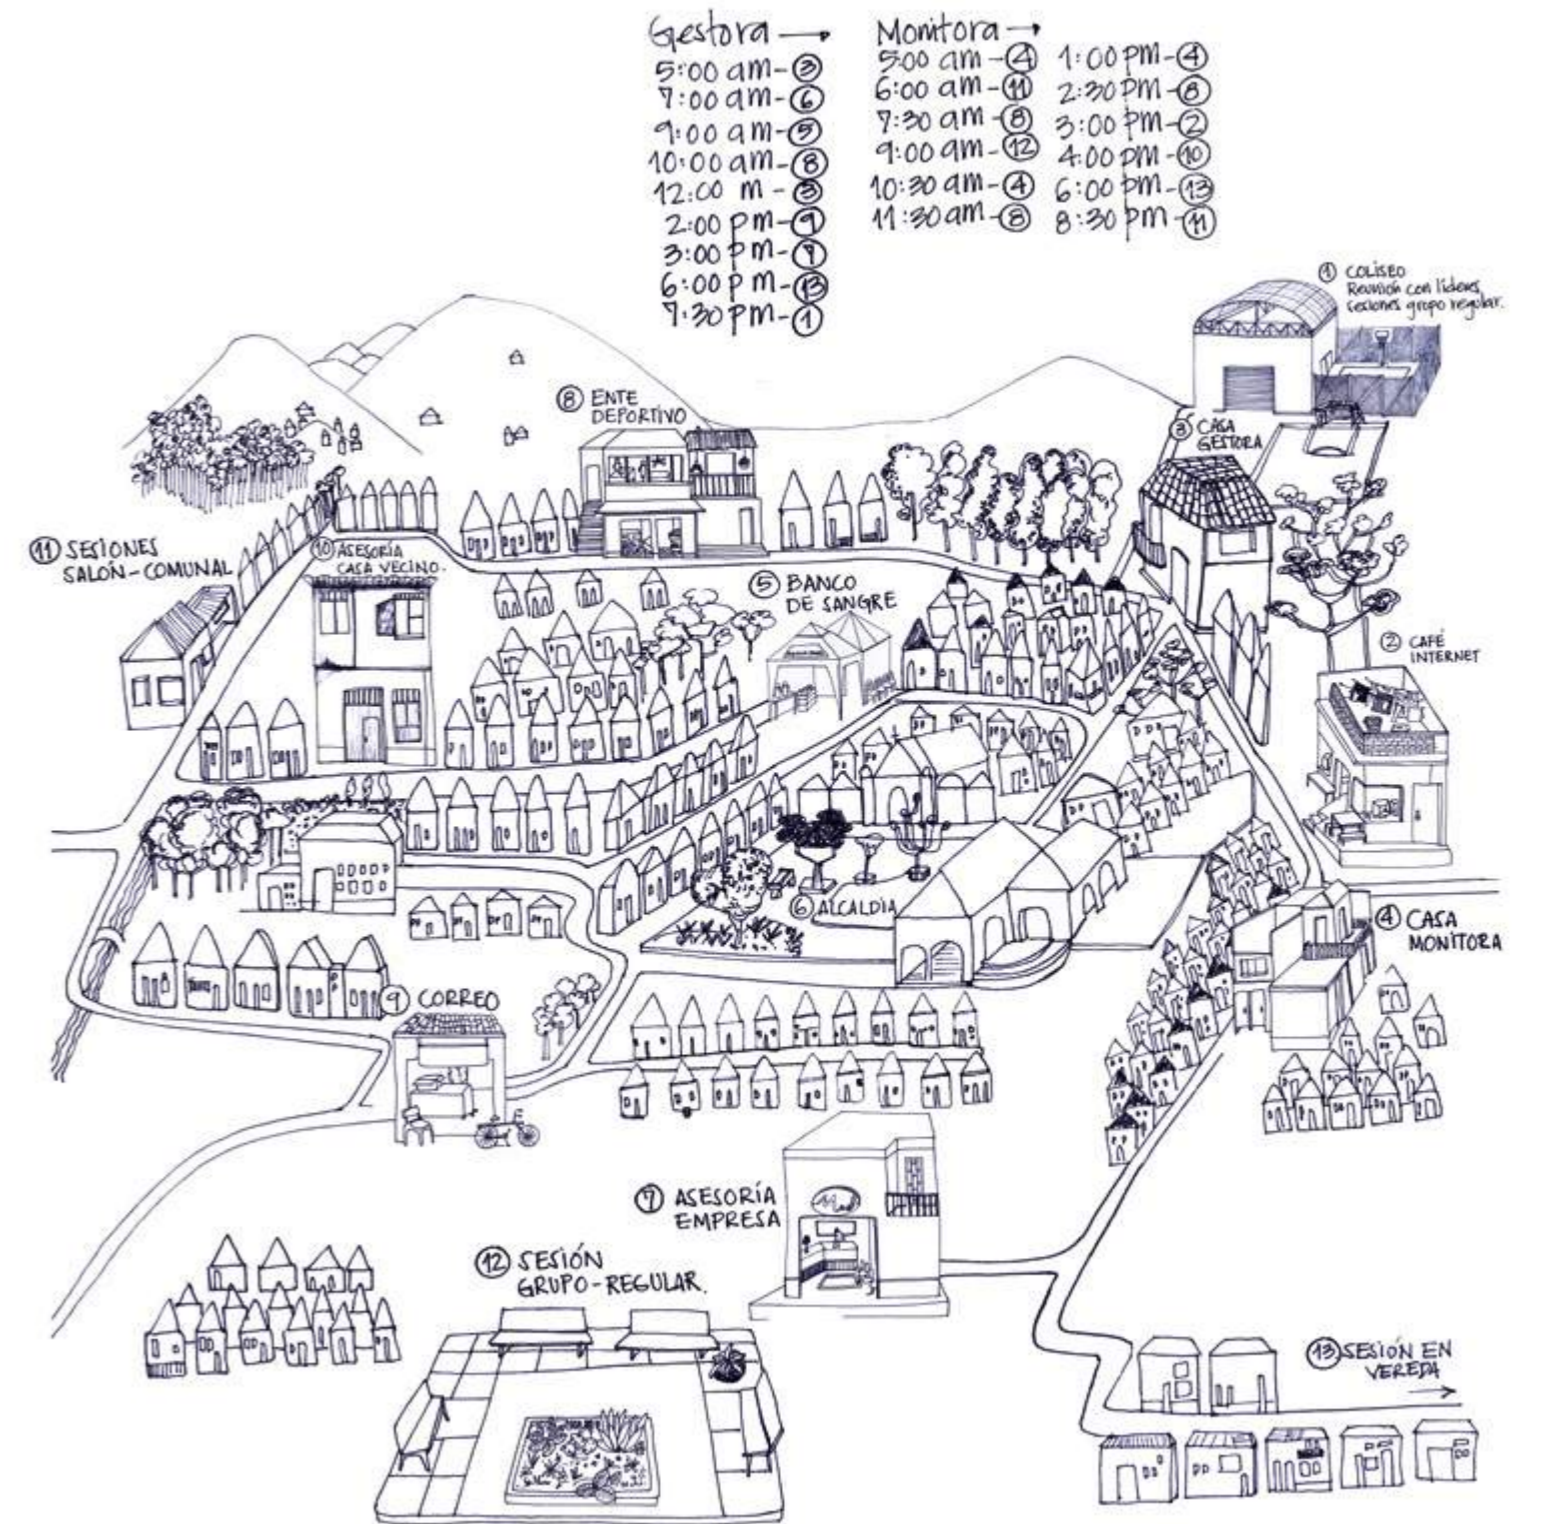 Gestora →
5:00 am-③
7:00 am-⑥
9:00 am-⑤
10:00 am-⑧
12:00 m-③
2:00 pm-⑨
3:00 pm-⑦
6:00 pm-⑬
7:30 pm-①
Monitora →
5:00 am-④
6:00 am-⑪
7:30 am-⑧
9:00 am-⑫
10:30 am-④
11:30 am-⑧
1:00 pm-④
2:30 pm-⑧
3:00 pm-②
4:00 pm-⑩
6:00 pm-⑬
8:30 pm-⑪
① COLISEO
Reunión con líderes,
sesiones grupo regular.
⑧ ENTE
DEPORTIVO
③ CASA
GESTORA
⑪ SESIONES
SALÓN-COMUNAL
⑩ ASESORÍA
CASA VECINO.
⑤ BANCO
DE SANGRE
② CAFÉ
INTERNET
⑥ ALCALDIA
④ CASA
MONITORA
⑨ CORREO
⑦ ASESORÍA
EMPRESA
⑫ SESIÓN
GRUPO-REGULAR.
⑬ SESIÓN EN
VEREDA
→